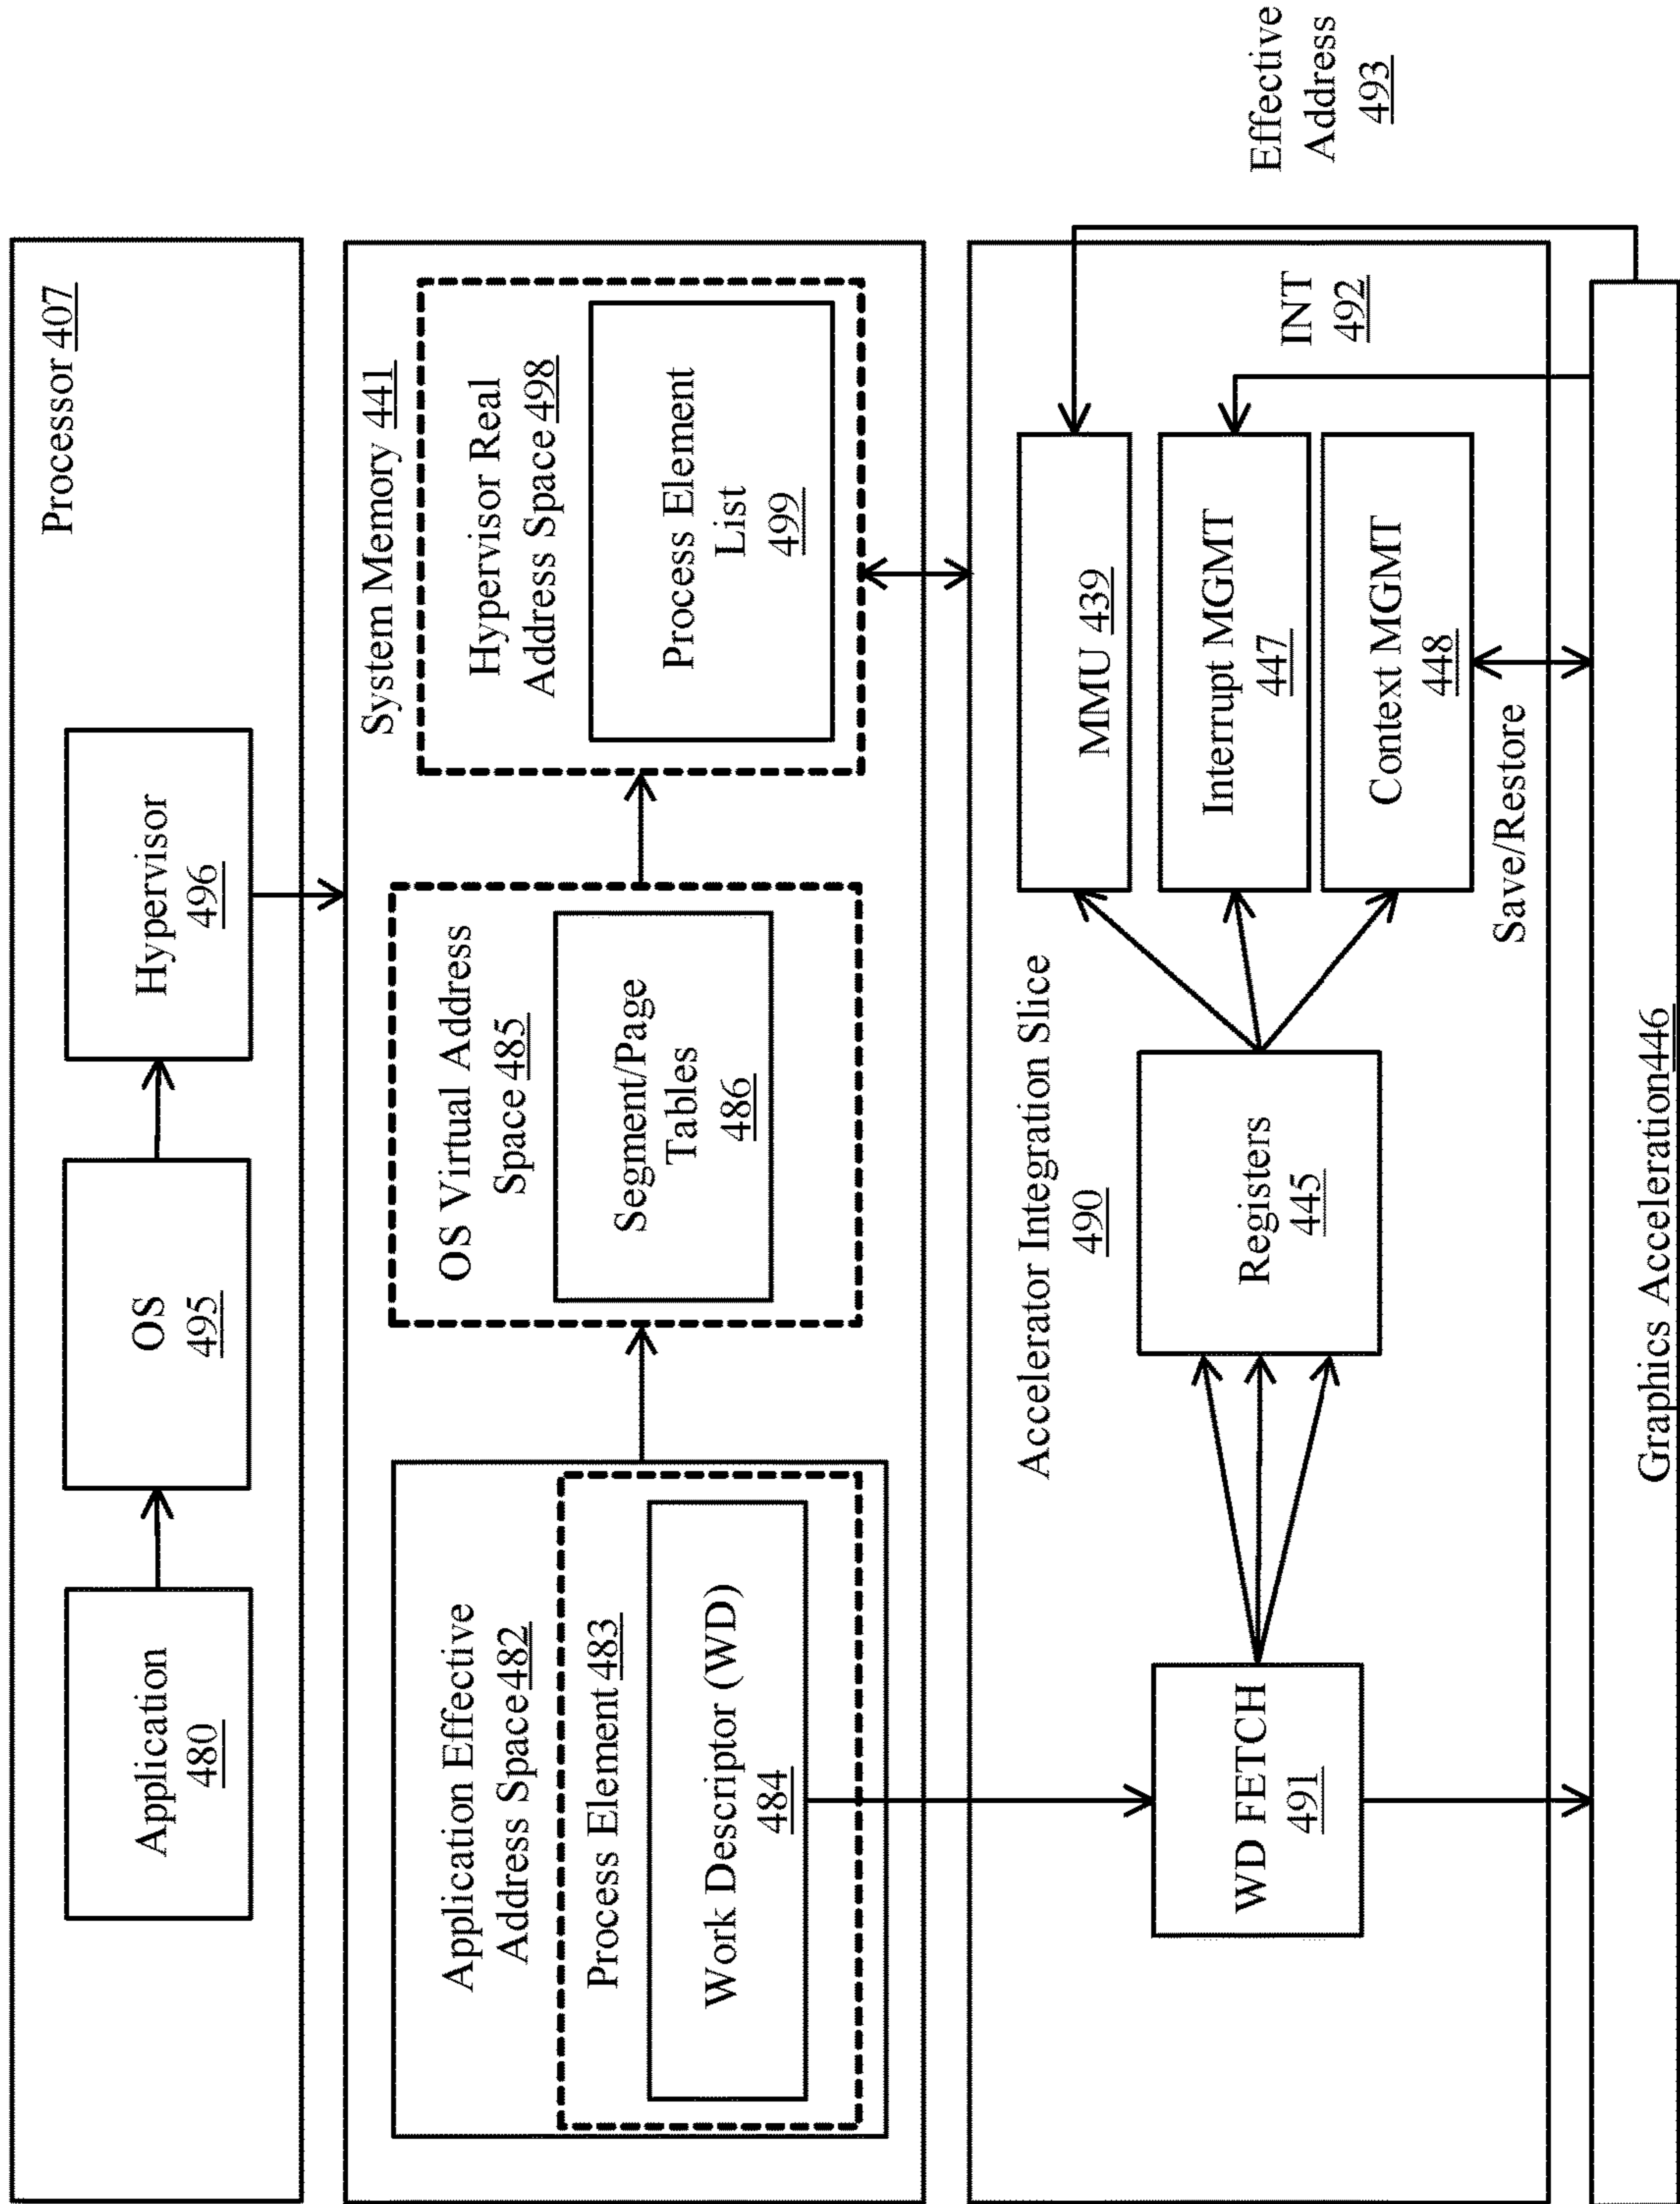 Processor 407
Application
480
OS
495
Hypervisor
496
System Memory 441
Application Effective
Address Space482
Process Element 483
Work Descriptor (WD)
484
OS Virtual Address
Space 485
Segment/Page
Tables
486
Hypervisor Real
Address Space 498
Process Element
List
499
Accelerator Integration Slice
490
WD FETCH
491
Registers
445
MMU 439
Interrupt MGMT
447
Context MGMT
448
Save/Restore
INT
492
Effective
Address
493
Graphics Acceleration446